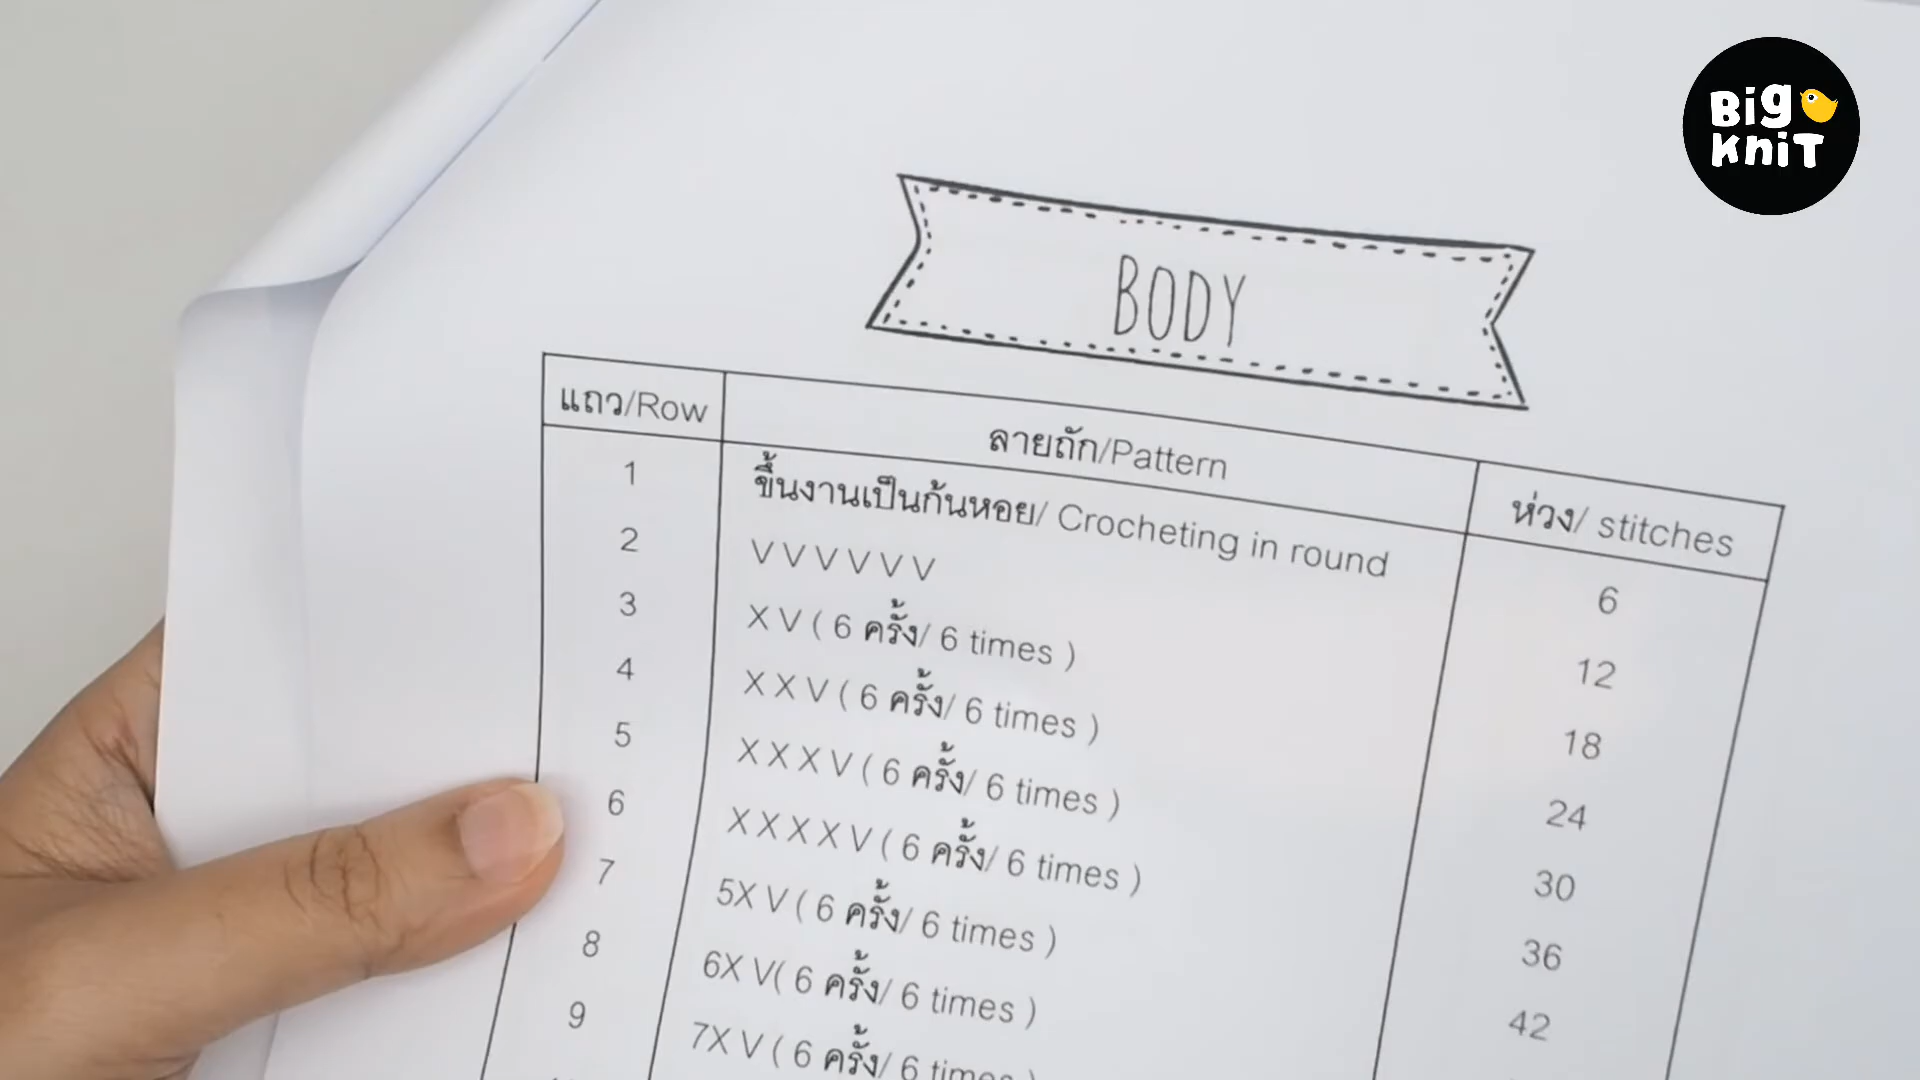 Big
Knit
BODY
แถว/Row ลายถัก/Pattern ห่วง/ stitches
1 ขึ้นงานเป็นก้นหอย/ Crocheting in round 6
2 V V V V V V 12
3 X V ( 6 ครั้ง/ 6 times ) 18
4 X X V ( 6 ครั้ง/ 6 times ) 24
5 X X X V ( 6 ครั้ง/ 6 times ) 30
6 X X X X V ( 6 ครั้ง/ 6 times ) 36
7 5X V ( 6 ครั้ง/ 6 times ) 42
8 6X V( 6 ครั้ง/ 6 times )
9 7X V ( 6 ครั้ง/ 6 times